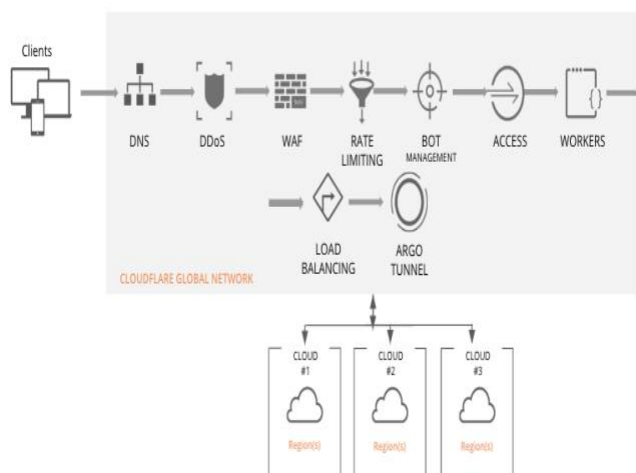 Clients
DNS
DDoS
WAF
RATE
LIMITING
BOT
MANAGEMENT
ACCESS
WORKERS
LOAD
BALANCING
ARGO
TUNNEL
CLOUDFLARE GLOBAL NETWORK
CLOUD
#1
Region(s)
CLOUD
#2
Region(s)
CLOUD
#3
Region(s)